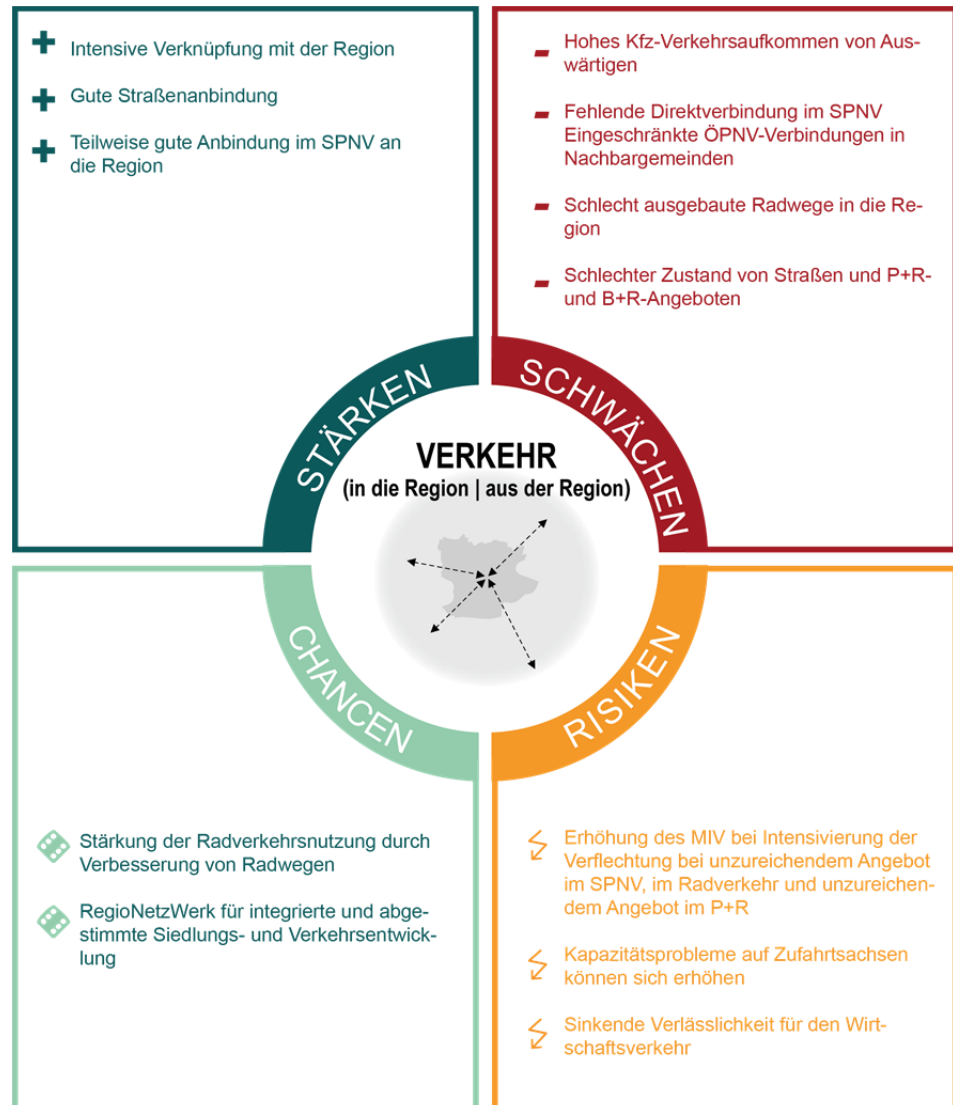 Intensive Verknüpfung mit der Region
Gute Straßenanbindung
Teilweise gute Anbindung im SPNV an
die Region
Hohes Kfz-Verkehrsaufkommen von Aus-
wärtigen
Fehlende Direktverbindung im SPNV
Eingeschränkte ÖPNV-Verbindungen in
Nachbargemeinden
Schlecht ausgebaute Radwege in die Re-
gion
Schlechter Zustand von Straßen und P+R-
und B+R-Angeboten
STÄRKEN
SCHWÄCHEN
VERKEHR
(in die Region | aus der Region)
CHANCEN
RISIKEN
Stärkung der Radverkehrsnutzung durch
Verbesserung von Radwegen
RegioNetzWerk für integrierte und abge-
stimmte Siedlungs- und Verkehrsentwick-
lung
Erhöhung des MIV bei Intensivierung der
Verflechtung bei unzureichendem Angebot
im SPNV, im Radverkehr und unzureichen-
dem Angebot im P+R
Kapazitätsprobleme auf Zufahrtsachsen
können sich erhöhen
Sinkende Verlässlichkeit für den Wirt-
schaftsverkehr